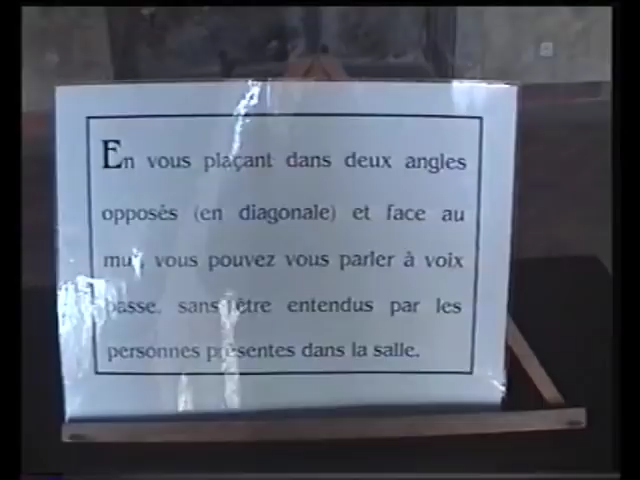 En vous plaçant dans deux angles
opposés (en diagonale) et face au
mur, vous pouvez vous parler à voix
basse, sans être entendus par les
personnes présentes dans la salle.